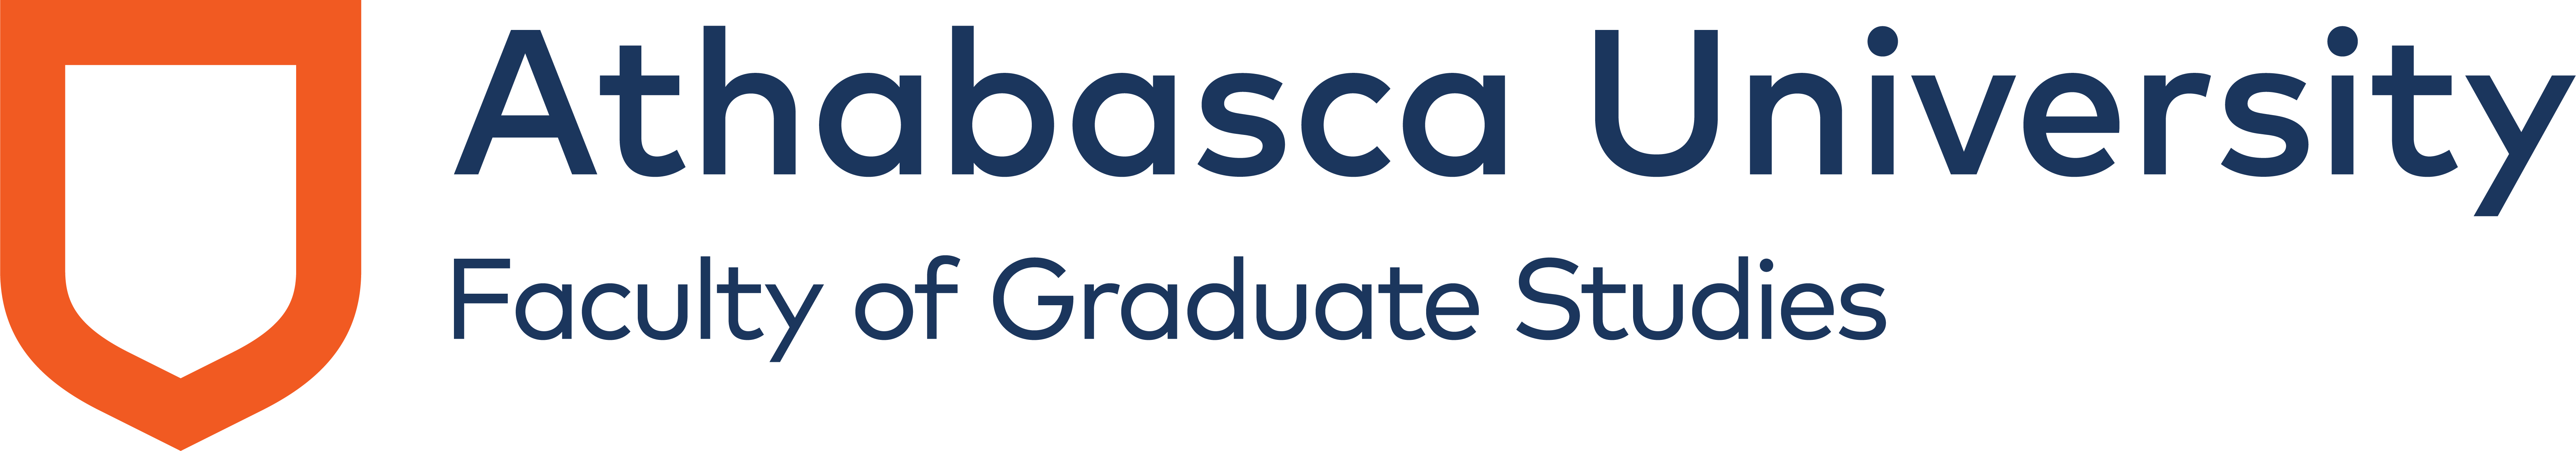 Athabasca University
Faculty of Graduate Studies